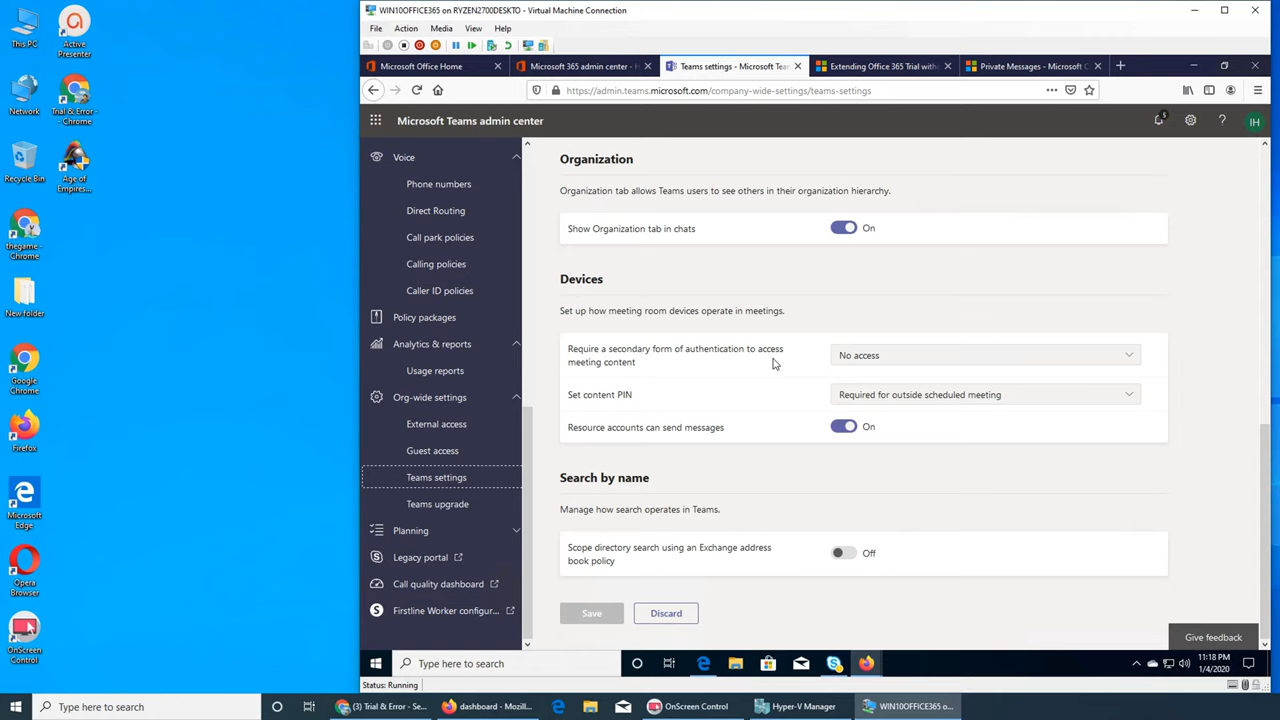 This PC
Active
Presenter
Network
Trial & Error -
- Chrome
Recycle Bin
Age of
Empires...
thegame -
Chrome
New folder
Google
Chrome
Firefox
Microsoft
Edge
Opera
Browser
OnScreen
Control
WIN10OFFICE365 on RYZEN2700DESKTO - Virtual Machine Connection
File Action Media View Help
Microsoft Office Home
Microsoft 365 admin center - H
Teams settings - Microsoft Tea
Extending Office 365 Trial with
Private Messages - Microsoft C
https://admin.teams.microsoft.com/company-wide-settings/teams-settings
Microsoft Teams admin center
5
IH
Voice
Phone numbers
Direct Routing
Call park policies
Calling policies
Caller ID policies
Policy packages
Analytics & reports
Usage reports
Org-wide settings
External access
Guest access
Teams settings
Teams upgrade
Planning
Legacy portal
Call quality dashboard
Firstline Worker configur...
Organization
Organization tab allows Teams users to see others in their organization hierarchy.
Show Organization tab in chats On
Devices
Set up how meeting room devices operate in meetings.
Require a secondary form of authentication to access
meeting content
No access
Set content PIN Required for outside scheduled meeting
Resource accounts can send messages On
Search by name
Manage how search operates in Teams.
Scope directory search using an Exchange address
book policy
Off
Save Discard
Give feedback
Type here to search
11:18 PM
1/4/2020
Status: Running
Type here to search
(3) Trial & Error - Se...
dashboard - Mozill...
OnScreen Control
Hyper-V Manager
WIN10OFFICE365 o...